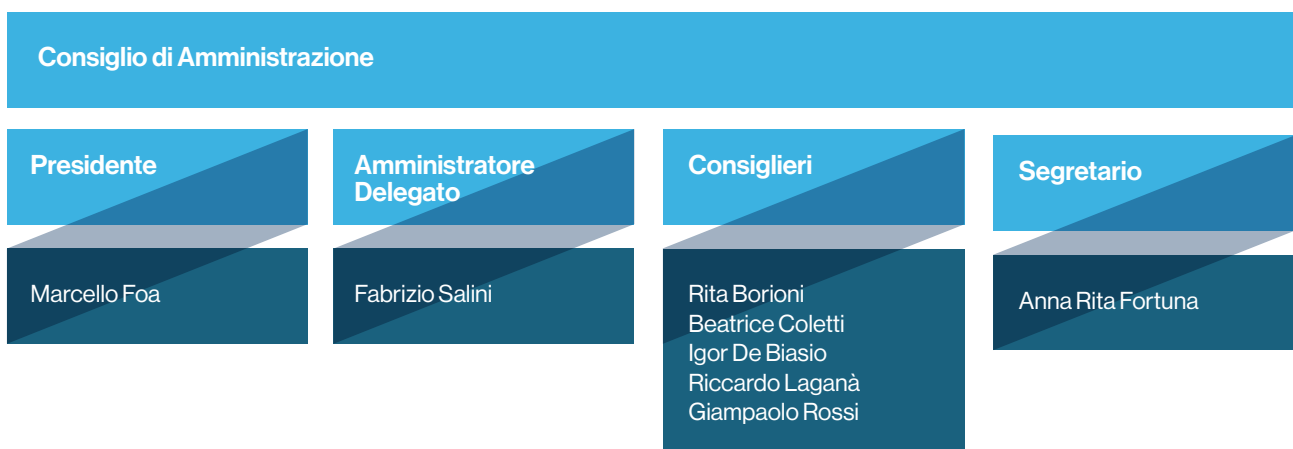 Consiglio di Amministrazione
Presidente
Marcello Foa
Amministratore
Delegato
Fabrizio Salini
Consiglieri
Rita Borioni
Beatrice Coletti
Igor De Biasio
Riccardo Laganà
Giampaolo Rossi
Segretario
Anna Rita Fortuna